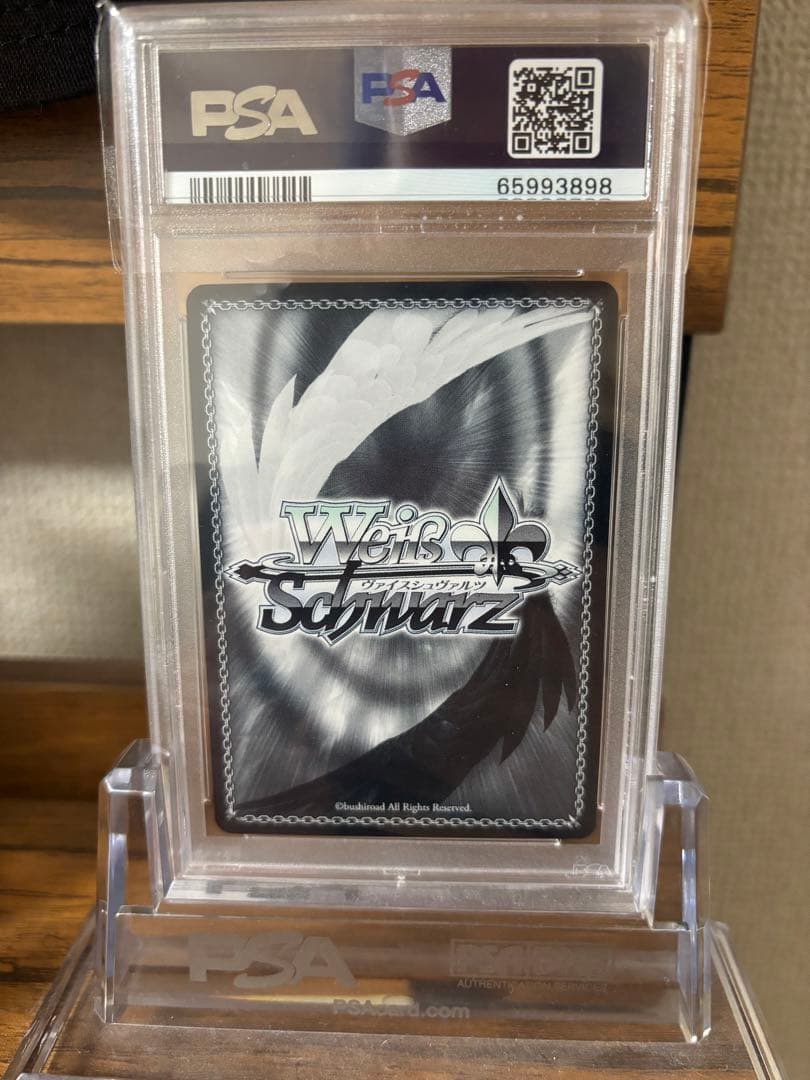 PSA
PSA
65993898
Weiß
ヴァイスシュヴァルツ
Schwarz
©bushiroad All Rights Reserved.
PSA
AUTHENTICATION SERVICES
PSAcard.com